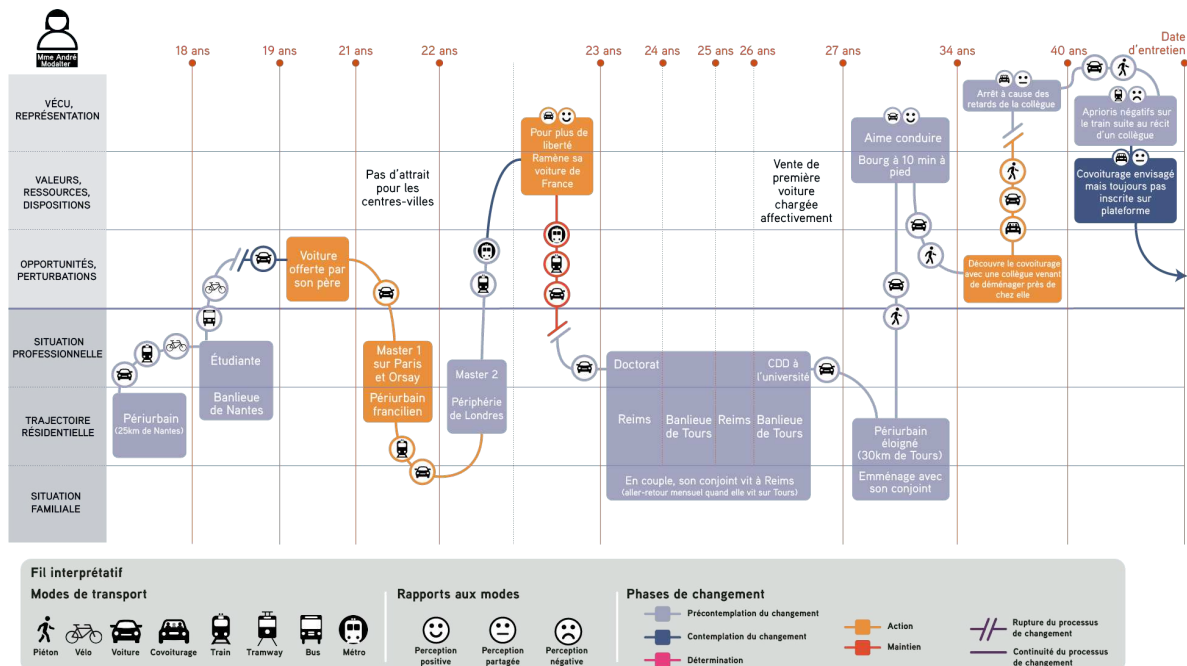 Mme André
Modalter
18 ans
19 ans
21 ans
22 ans
23 ans
24 ans
25 ans
26 ans
27 ans
34 ans
40 ans
Date
d'entretien
VÉCU,
REPRÉSENTATION
VALEURS,
RESSOURCES,
DISPOSITIONS
OPPORTUNITÉS,
PERTURBATIONS
SITUATION
PROFESSIONNELLE
TRAJECTOIRE
RÉSIDENTIELLE
SITUATION
FAMILIALE
Périurbain
(25km de Nantes)
Étudiante
Banlieue
de Nantes
Voiture
offerte par
son père
Pas d'attrait
pour les
centres-villes
Master 1
sur Paris
et Orsay
Périurbain
francilien
Master 2
Périphérie
de Londres
Pour plus de
liberté
Ramène sa
voiture de
France
Doctorat
CDD à
l'université
Reims
Banlieue
de Tours
Reims
Banlieue
de Tours
En couple, son conjoint vit à Reims
(aller-retour mensuel quand elle vit sur Tours)
Vente de
première
voiture
chargée
affectivement
Aime conduire
Bourg à 10 min à
pied
Périurbain
éloigné
(30km de Tours)
Emménage avec
son conjoint
Arrêt à cause des
retards de la collègue
Découvre le covoiturage
avec une collègue venant
de déménager près de
chez elle
Aprioris négatifs sur
le train suite au récit
d'un collègue
Covoiturage envisagé
mais toujours pas
inscrite sur
plateforme
Fil interprétatif
Modes de transport
Piéton
Vélo
Voiture
Covoiturage
Train
Tramway
Bus
Métro
Rapports aux modes
Perception
positive
Perception
partagée
Perception
négative
Phases de changement
Précontemplation du changement
Contemplation du changement
Détermination
Action
Maintien
Rupture du processus
de changement
Continuité du processus
de changement